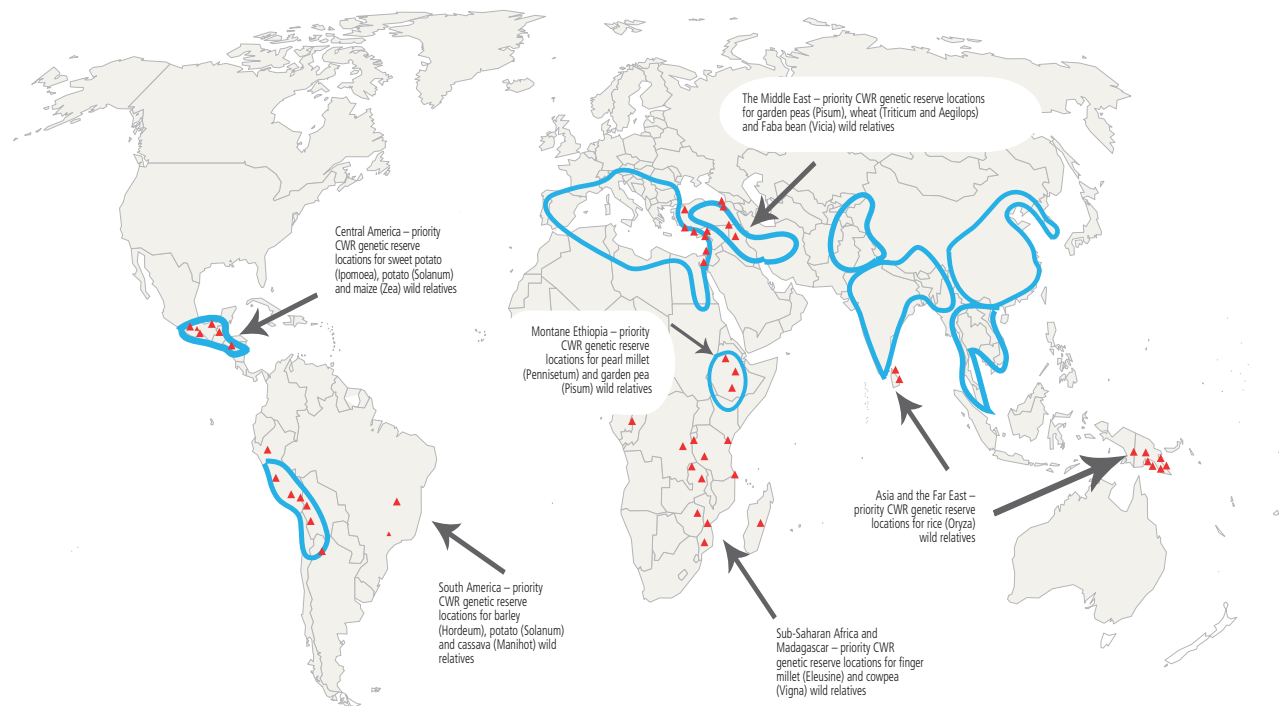 The Middle East – priority CWR genetic reserve locations
for garden peas (Pisum), wheat (Triticum and Aegilops)
and Faba bean (Vicia) wild relatives
Central America – priority
CWR genetic reserve
locations for sweet potato
(Ipomoea), potato (Solanum)
and maize (Zea) wild relatives
Montane Ethiopia – priority
CWR genetic reserve
locations for pearl millet
(Pennisetum) and garden pea
(Pisum) wild relatives
Asia and the Far East –
priority CWR genetic reserve
locations for rice (Oryza)
wild relatives
South America – priority
CWR genetic reserve
locations for barley
(Hordeum), potato (Solanum)
and cassava (Manihot) wild
relatives
Sub-Saharan Africa and
Madagascar – priority CWR
genetic reserve locations for finger
millet (Eleusine) and cowpea
(Vigna) wild relatives